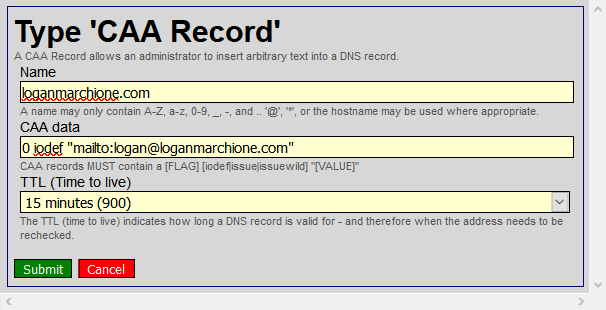 Type 'CAA Record'
A CAA Record allows an administrator to insert arbitrary text into a DNS record.
Name
loganmarchione.com
A name may only contain A-Z, a-z, 0-9, _, -, and .. '@', '*', or the hostname may be used where appropriate.
CAA data
0 iodef "mailto:logan@loganmarchione.com"
CAA records MUST contain a [FLAG] [iodef|issue|issuewild] "[VALUE]"
TTL (Time to live)
15 minutes (900)
The TTL (time to live) indicates how long a DNS record is valid for - and therefore when the address needs to be
rechecked.
Submit Cancel